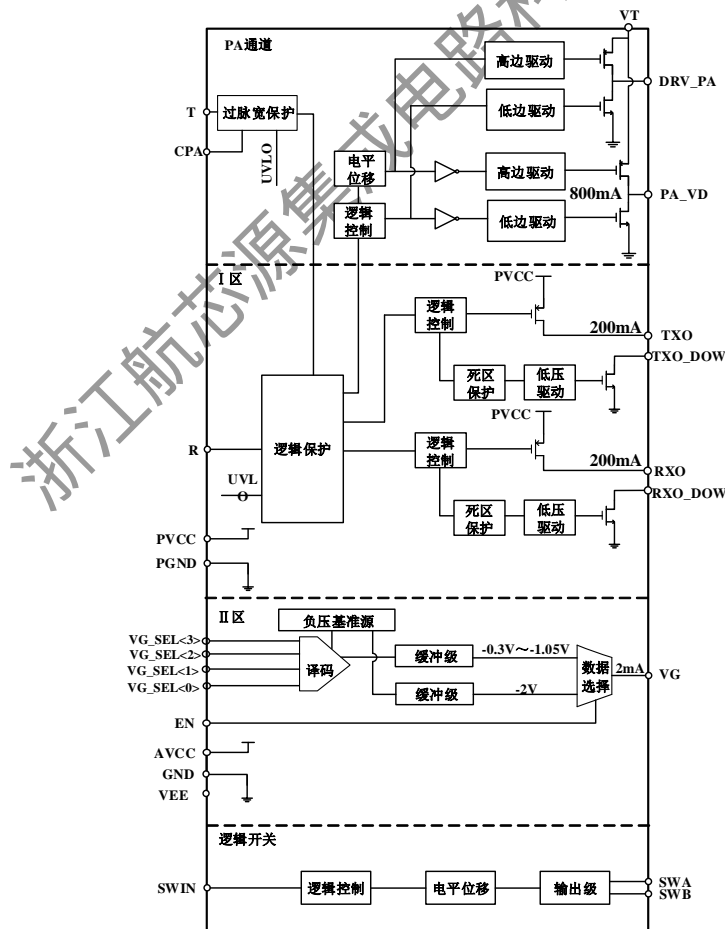 VT
PA通道
高边驱动
DRV_PA
T
过脉宽保护
低边驱动
CPA
UVLO
电平
位移
高边驱动
800mA
PA_VD
逻辑
控制
低边驱动
Ⅰ区
PVCC
逻辑
控制
200mA
TXO
TXO_DOW
死区
保护
低压
驱动
PVCC
R
逻辑保护
逻辑
控制
200mA
RXO
UVL
O
RXO_DOW
死区
保护
低压
驱动
PVCC
PGND
Ⅱ区
负压基准源
VG_SEL<3>
VG_SEL<2>
VG_SEL<1>
VG_SEL<0>
译码
缓冲级
-0.3V～-1.05V
数据
选择
2mA
VG
缓冲级
-2V
EN
AVCC
GND
VEE
逻辑开关
SWIN
逻辑控制
电平位移
输出级
SWA
SWB
浙江航芯源集成电路科